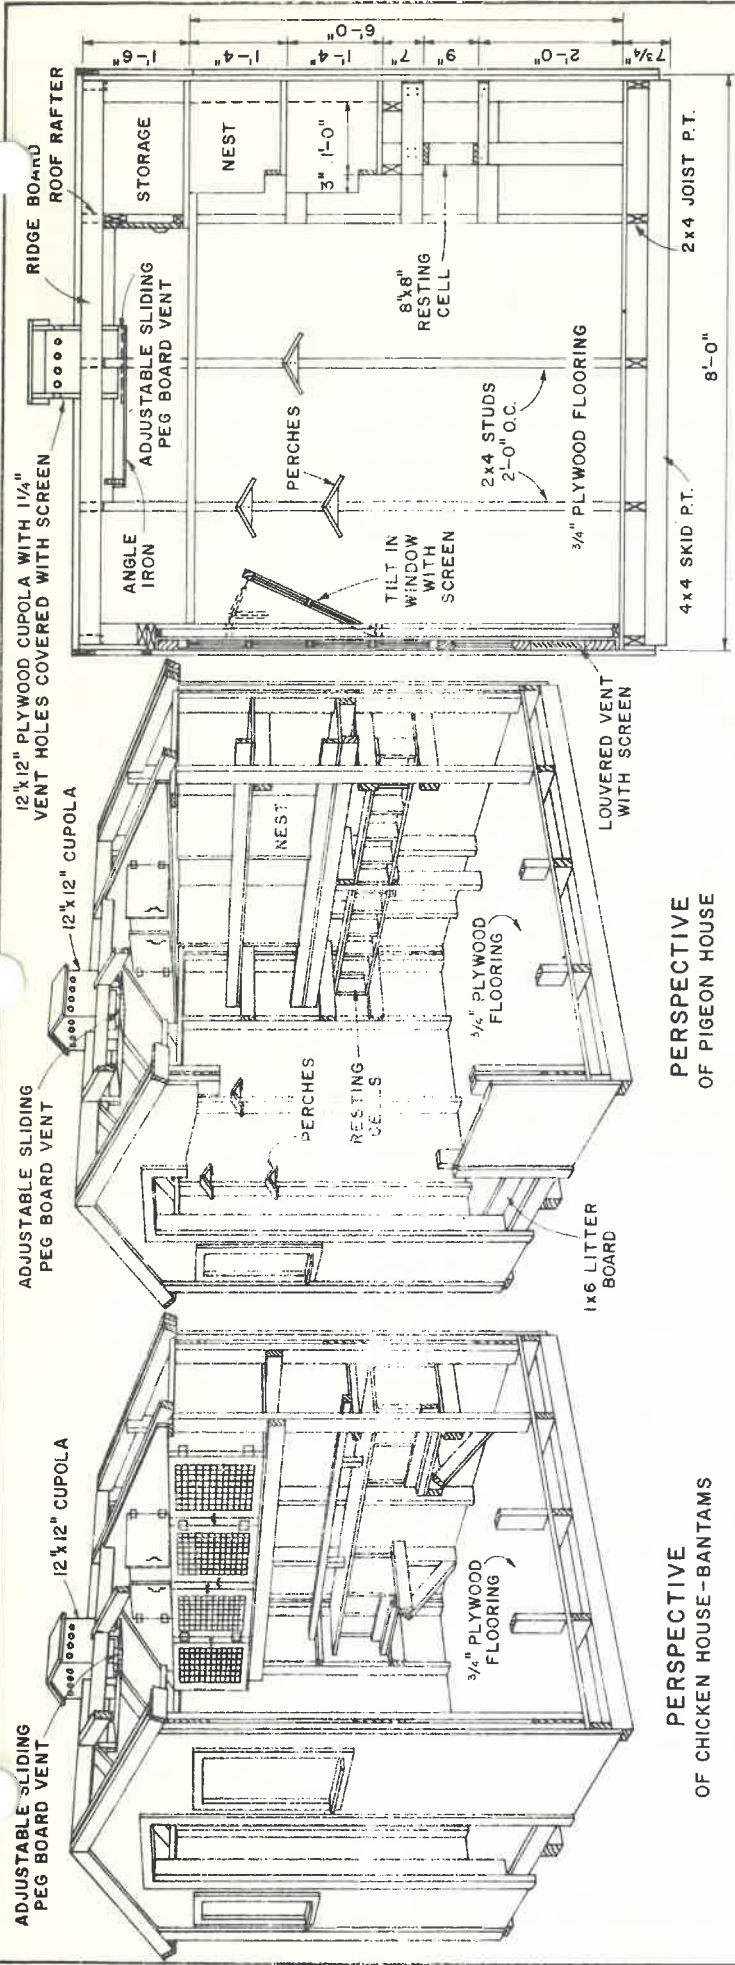 ADJUSTABLE SLIDING
PEG BOARD VENT
12"x12" CUPOLA
3/4" PLYWOOD
FLOORING
PERSPECTIVE
OF CHICKEN HOUSE-BANTAMS
ADJUSTABLE SLIDING
PEG BOARD VENT
12"x12" CUPOLA
NEST
PERCHES
RESTING
CELLS
3/4" PLYWOOD
FLOORING
1x6 LITTER
BOARD
PERSPECTIVE
OF PIGEON HOUSE
12"x12" PLYWOOD CUPOLA WITH 1 1/4"
VENT HOLES COVERED WITH SCREEN
RIDGE BOARD
ROOF RAFTER
ANGLE
IRON
ADJUSTABLE SLIDING
PEG BOARD VENT
STORAGE
NEST
3"
1'-0"
PERCHES
TILT IN
WINDOW
WITH
SCREEN
8"x8"
RESTING
CELL
2x4 STUDS
2'-0" O.C.
3/4" PLYWOOD FLOORING
LOUVERED VENT
WITH SCREEN
4x4 SKID P.T.
2x4 JOIST P.T.
8'-0"
1'-6"
1'-4"
1'-4"
7"
9"
2'-0"
7 3/4"
6'-0"